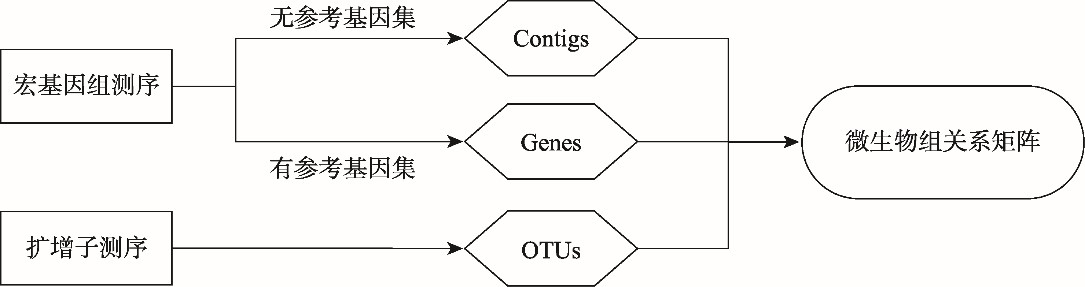 无参考基因集
Contigs
宏基因组测序
Genes
微生物组关系矩阵
有参考基因集
扩增子测序
OTUs